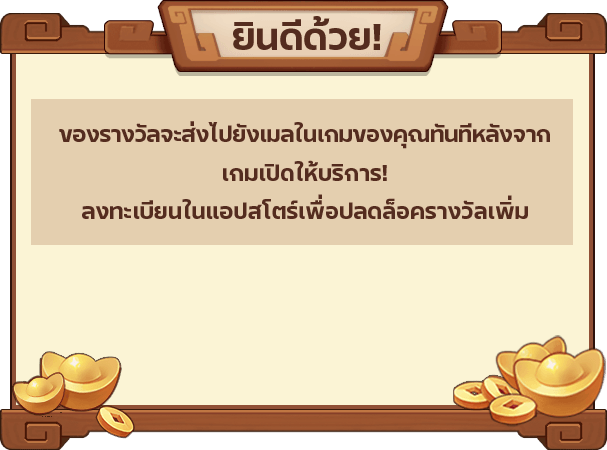 ยินดีด้วย!
ของรางวัลจะส่งไปยังเมลในเกมของคุณทันทีหลังจาก
เกมเปิดให้บริการ!
ลงทะเบียนในแอปสโตร์เพื่อปลดล็อครางวัลเพิ่ม